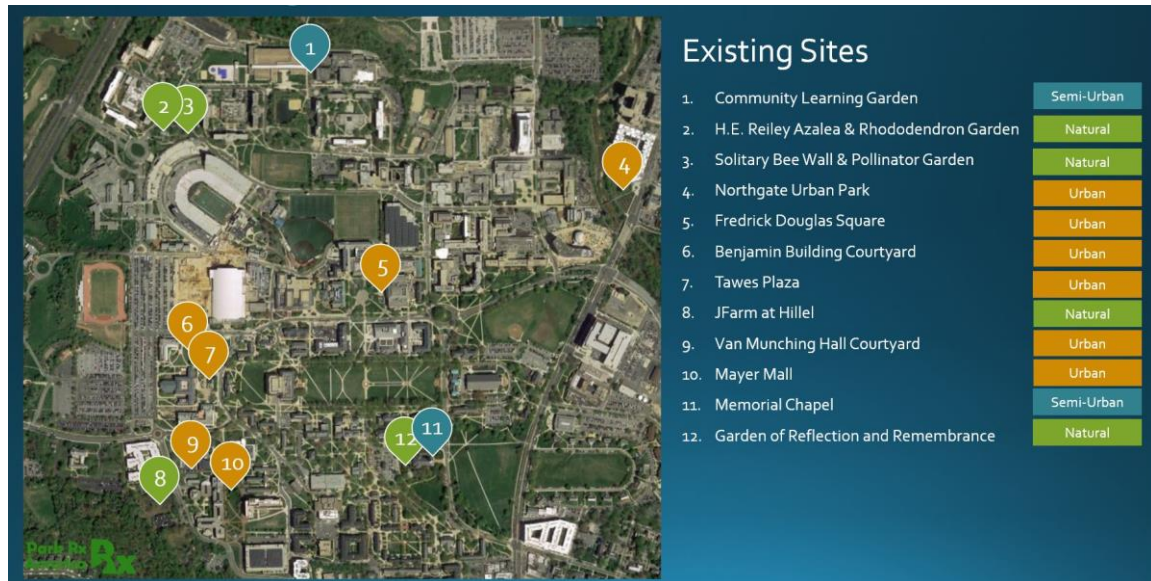 Existing Sites
1. Community Learning Garden Semi-Urban
2. H.E. Reiley Azalea & Rhododendron Garden Natural
3. Solitary Bee Wall & Pollinator Garden Natural
4. Northgate Urban Park Urban
5. Fredrick Douglas Square Urban
6. Benjamin Building Courtyard Urban
7. Tawes Plaza Urban
8. JFarm at Hillel Natural
9. Van Munching Hall Courtyard Urban
10. Mayer Mall Urban
11. Memorial Chapel Semi-Urban
12. Garden of Reflection and Remembrance Natural
1
2 3
4
5
6
7
9
10
12 11
8
Park Rx
America Rx